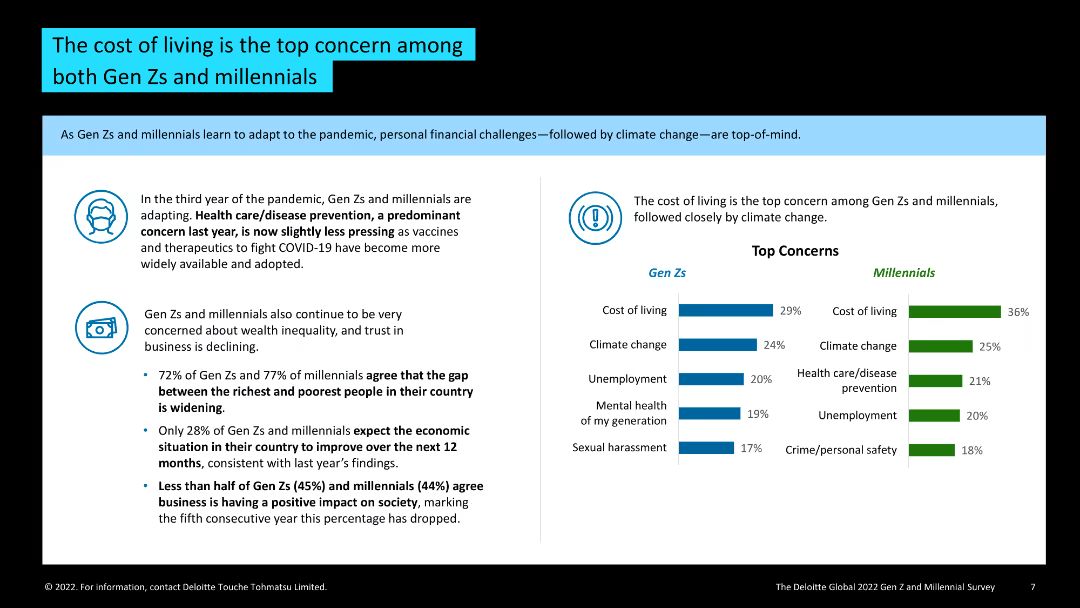 The cost of living is the top concern among
both Gen Zs and millennials
As Gen Zs and millennials learn to adapt to the pandemic, personal financial challenges—followed by climate change—are top-of-mind.
In the third year of the pandemic, Gen Zs and millennials are
adapting. Health care/disease prevention, a predominant
concern last year, is now slightly less pressing as vaccines
and therapeutics to fight COVID-19 have become more
widely available and adopted.
Gen Zs and millennials also continue to be very
concerned about wealth inequality, and trust in
business is declining.
• 72% of Gen Zs and 77% of millennials agree that the gap
between the richest and poorest people in their country
is widening.
• Only 28% of Gen Zs and millennials expect the economic
situation in their country to improve over the next 12
months, consistent with last year's findings.
• Less than half of Gen Zs (45%) and millennials (44%) agree
business is having a positive impact on society, marking
the fifth consecutive year this percentage has dropped.
The cost of living is the top concern among Gen Zs and millennials,
followed closely by climate change.
Top Concerns
Gen Zs
Cost of living 29%
Climate change 24%
Unemployment 20%
Mental health
of my generation 19%
Sexual harassment 17%
Millennials
Cost of living 36%
Climate change 25%
Health care/disease
prevention 21%
Unemployment 20%
Crime/personal safety 18%
© 2022. For information, contact Deloitte Touche Tohmatsu Limited.
The Deloitte Global 2022 Gen Z and Millennial Survey 7